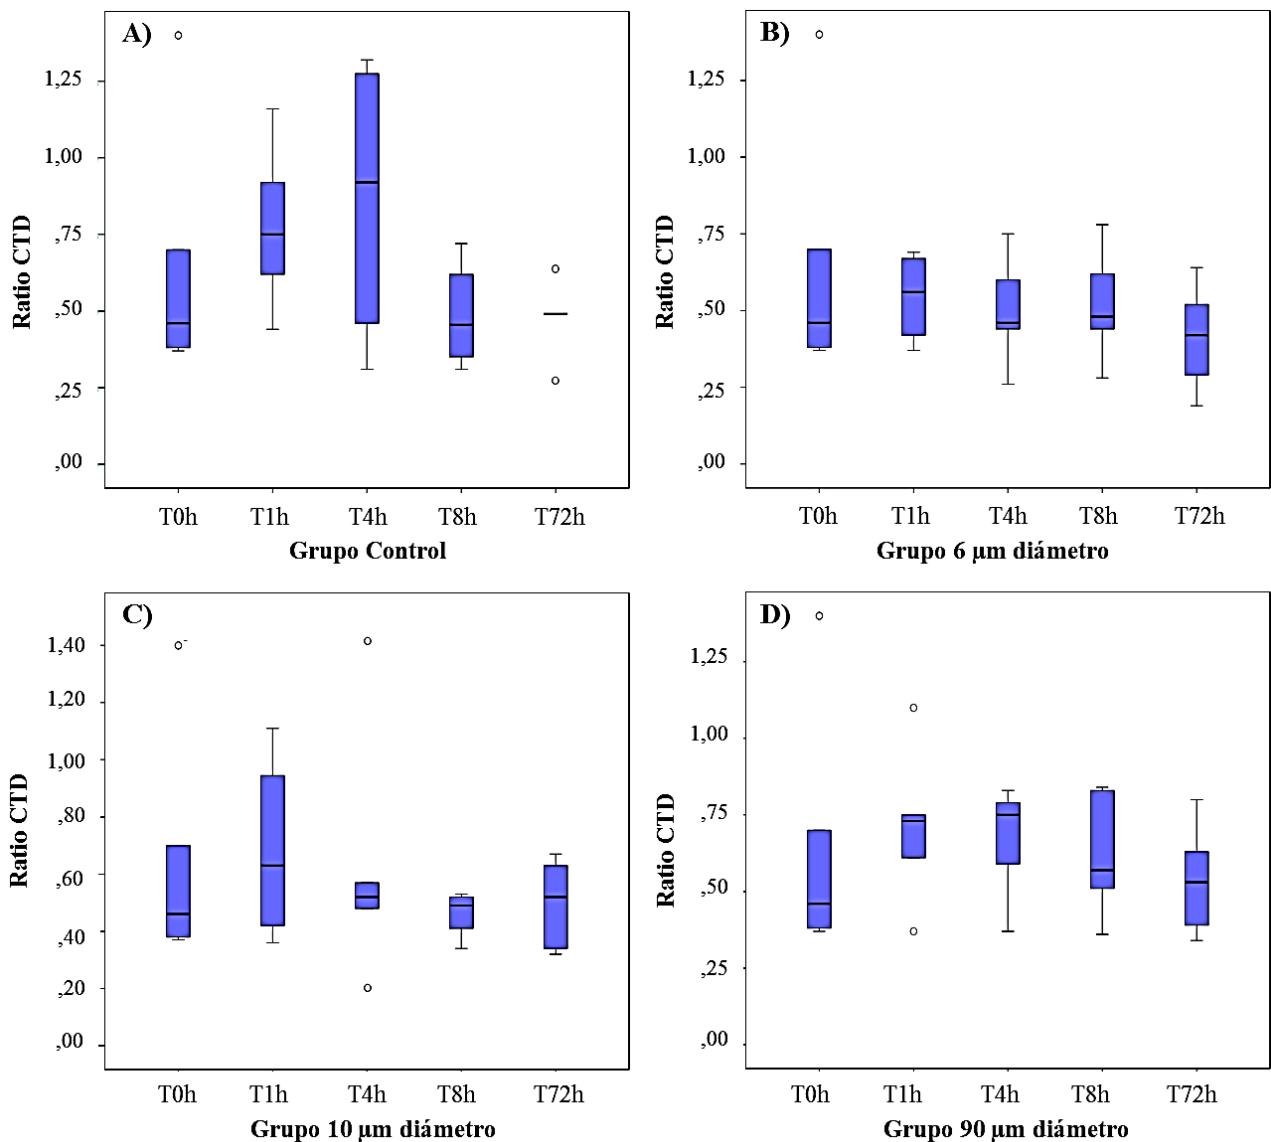 A)
Ratio CTD
1,25
1,00
,75
,50
,25
,00
T0h T1h T4h T8h T72h
Grupo Control
B)
Ratio CTD
1,25
1,00
,75
,50
,25
,00
T0h T1h T4h T8h T72h
Grupo 6 µm diámetro
C)
Ratio CTD
1,40
1,20
1,00
,80
,60
,40
,20
,00
T0h T1h T4h T8h T72h
Grupo 10 µm diámetro
D)
Ratio CTD
1,25
1,00
,75
,50
,25
,00
T0h T1h T4h T8h T72h
Grupo 90 µm diámetro